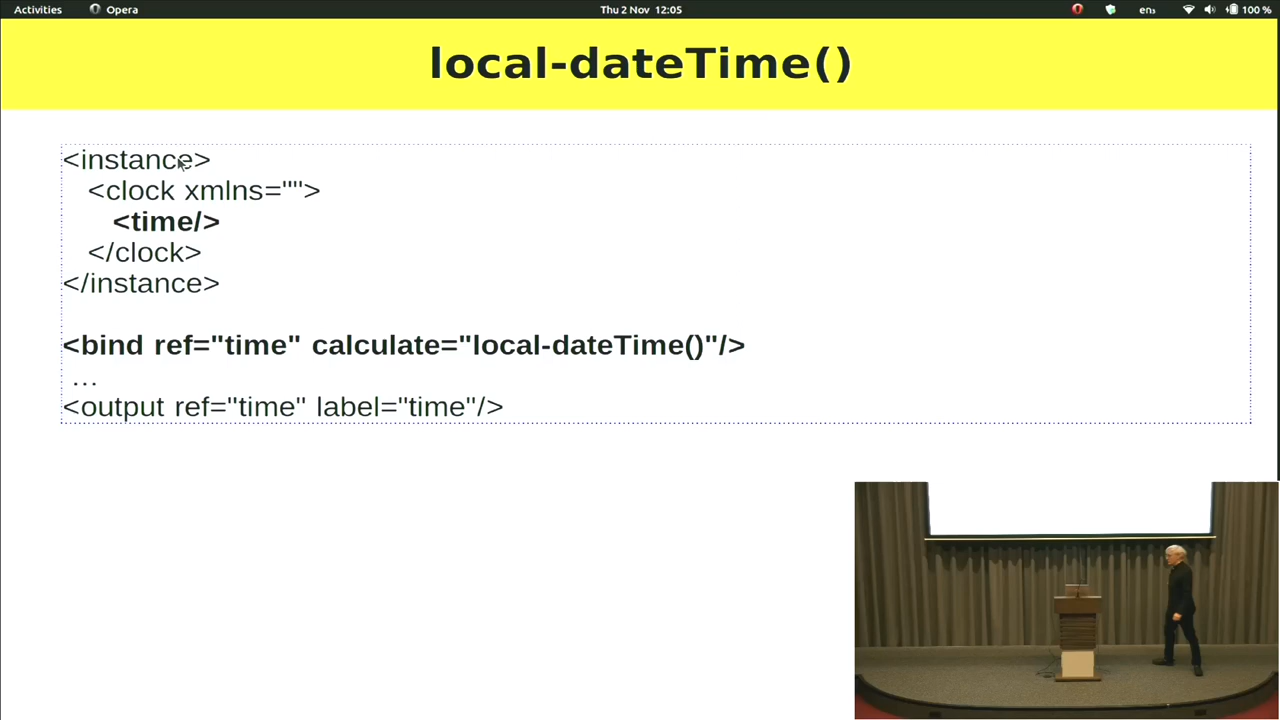 Activities Opera Thu 2 Nov 12:05 en₃ 100 %
local-dateTime()
<instance>
<clock xmlns="">
<time/>
</clock>
</instance>
<bind ref="time" calculate="local-dateTime()"/>
...
<output ref="time" label="time"/>